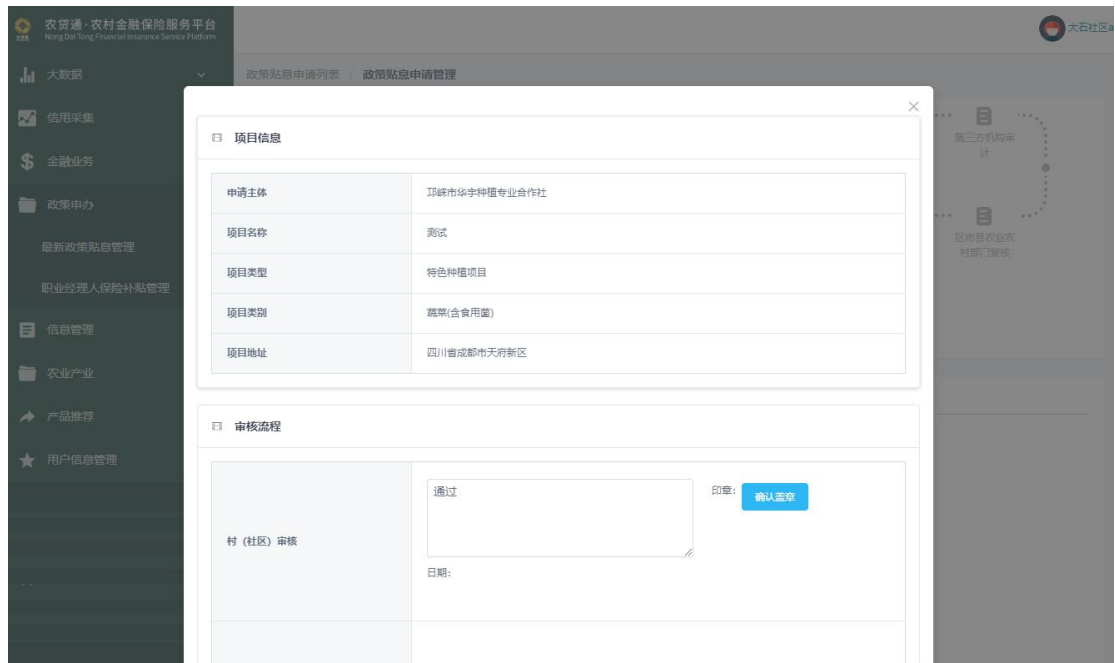 农贷通·农村金融保险服务平台
Nong Dai Tong Financial Insurance Service Platform
大石社区a
大数据
政策贴息申请列表 / 政策贴息申请管理
信用采集
金融业务
政策申办
最新政策贴息管理
职业经理人保险补贴管理
信息管理
农业产业
产品推荐
用户信息管理
第三方机构审
计
区市县农业农
村部门复核
项目信息
申请主体 邛崃市华宇种植专业合作社
项目名称 测试
项目类型 特色种植项目
项目类别 蔬菜(含食用菌)
项目地址 四川省成都市天府新区
审核流程
村（社区）审核
通过
印章: 确认盖章
日期: